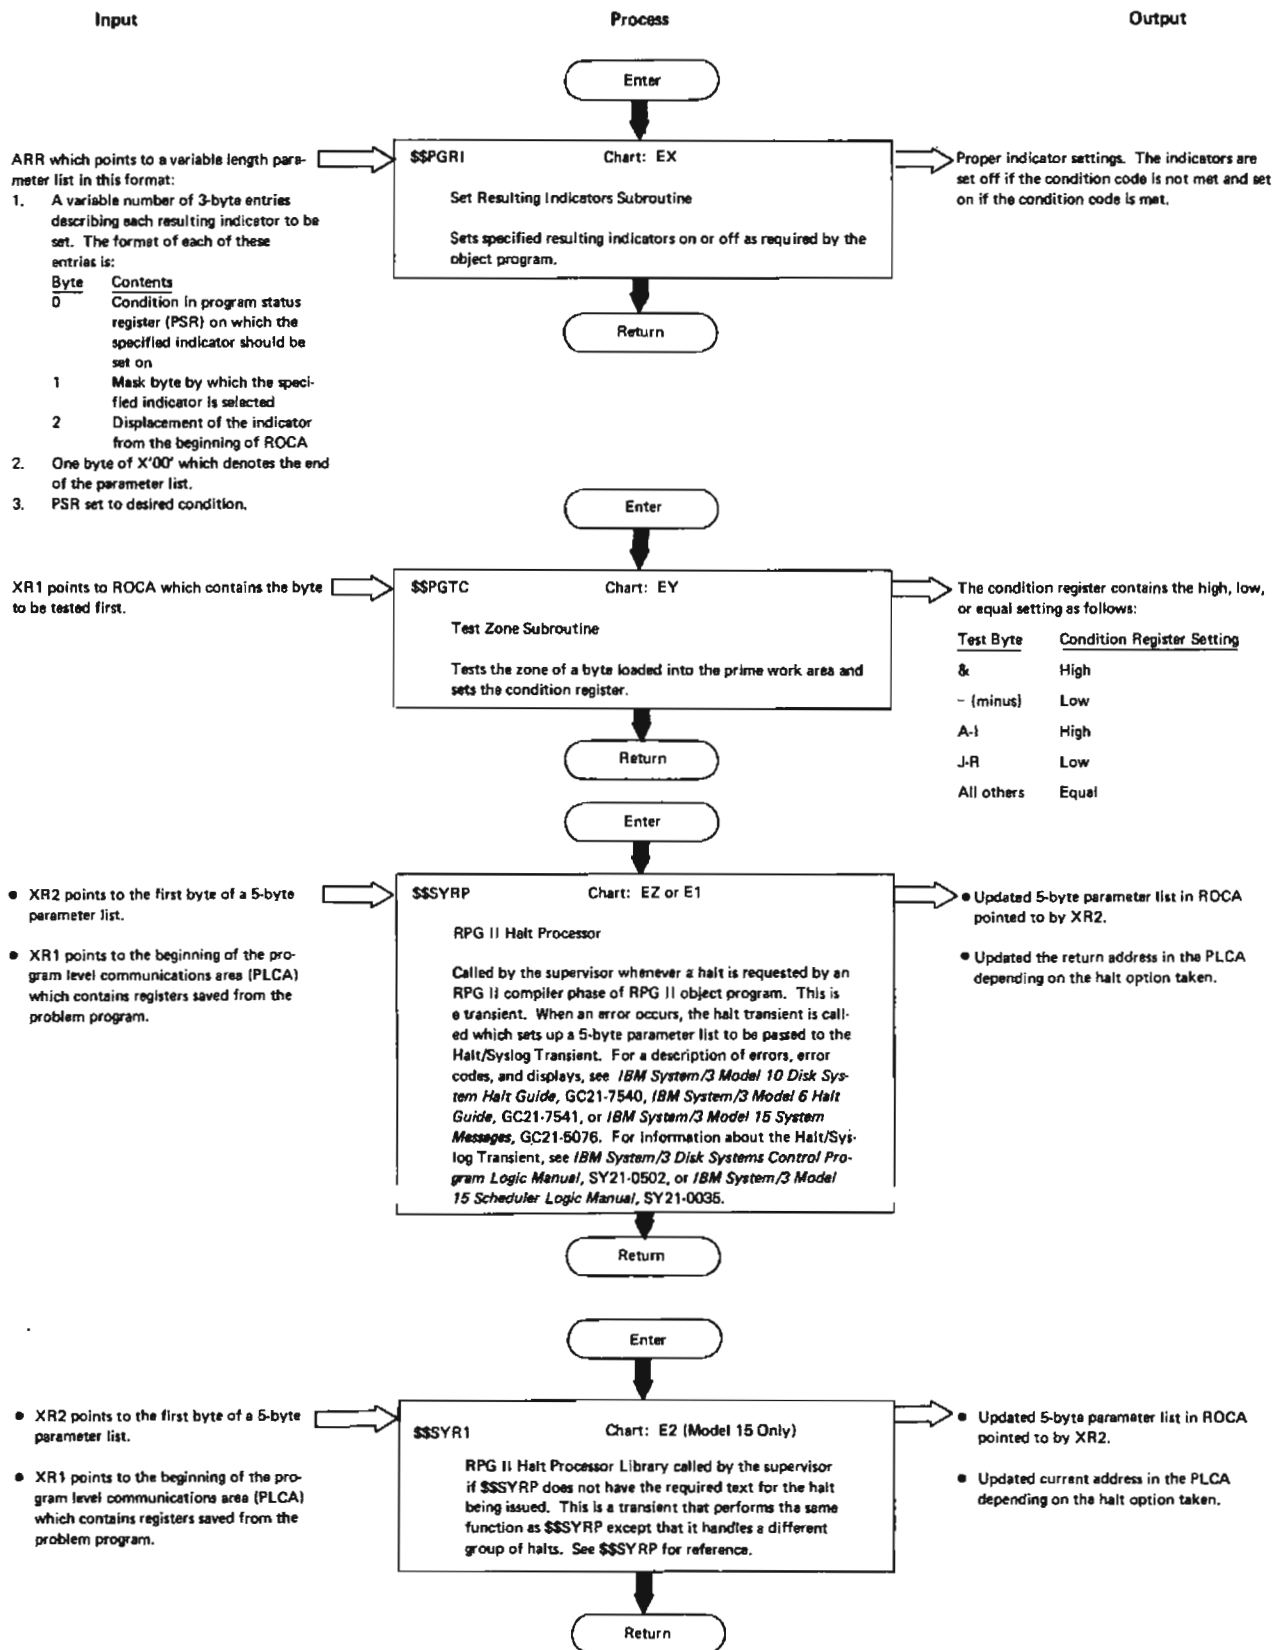 Input
Process
Output
Enter
ARR which points to a variable length para-
meter list in this format:
1. A variable number of 3-byte entries
describing each resulting indicator to be
set. The format of each of these
entries is:
Byte Contents
0 Condition in program status
register (PSR) on which the
specified indicator should be
set on
1 Mask byte by which the speci-
fied indicator is selected
2 Displacement of the indicator
from the beginning of ROCA
2. One byte of X'00' which denotes the end
of the parameter list.
3. PSR set to desired condition.
$$PGRI Chart: EX
Set Resulting Indicators Subroutine
Sets specified resulting indicators on or off as required by the
object program.
Proper indicator settings. The indicators are
set off if the condition code is not met and set
on if the condition code is met.
Return
Enter
XR1 points to ROCA which contains the byte
to be tested first.
$$PGTC Chart: EY
Test Zone Subroutine
Tests the zone of a byte loaded into the prime work area and
sets the condition register.
The condition register contains the high, low,
or equal setting as follows:
Test Byte Condition Register Setting
& High
- (minus) Low
A-I High
J-R Low
All others Equal
Return
Enter
● XR2 points to the first byte of a 5-byte
parameter list.
● XR1 points to the beginning of the pro-
gram level communications area (PLCA)
which contains registers saved from the
problem program.
$$SYRP Chart: EZ or E1
RPG II Halt Processor
Called by the supervisor whenever a halt is requested by an
RPG II compiler phase of RPG II object program. This is
a transient. When an error occurs, the halt transient is call-
ed which sets up a 5-byte parameter list to be passed to the
Halt/Syslog Transient. For a description of errors, error
codes, and displays, see IBM System/3 Model 10 Disk Sys-
tem Halt Guide, GC21-7540, IBM System/3 Model 6 Halt
Guide, GC21-7541, or IBM System/3 Model 15 System
Messages, GC21-5076. For information about the Halt/Sys-
log Transient, see IBM System/3 Disk Systems Control Pro-
gram Logic Manual, SY21-0502, or IBM System/3 Model
15 Scheduler Logic Manual, SY21-0035.
● Updated 5-byte parameter list in ROCA
pointed to by XR2.
● Updated the return address in the PLCA
depending on the halt option taken.
Return
Enter
● XR2 points to the first byte of a 5-byte
parameter list.
● XR1 points to the beginning of the pro-
gram level communications area (PLCA)
which contains registers saved from the
problem program.
$$SYR1 Chart: E2 (Model 15 Only)
RPG II Halt Processor Library called by the supervisor
if $$SYRP does not have the required text for the halt
being issued. This is a transient that performs the same
function as $$SYRP except that it handles a different
group of halts. See $$SYRP for reference.
● Updated 5-byte parameter list in ROCA
pointed to by XR2.
● Updated current address in the PLCA
depending on the halt option taken.
Return